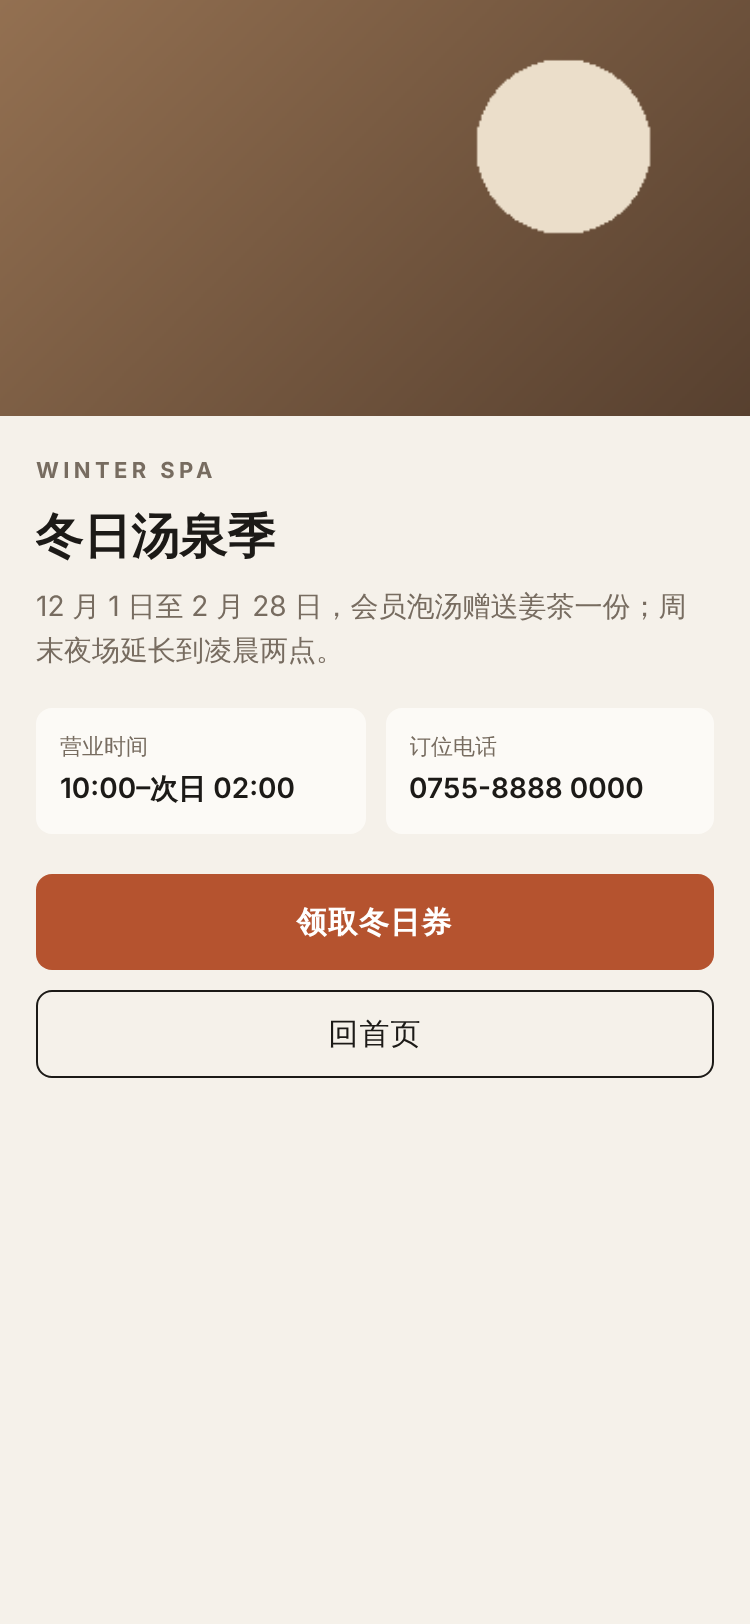 WINTER SPA
冬日汤泉季
12 月 1 日至 2 月 28 日，会员泡汤赠送姜茶一份；周
末夜场延长到凌晨两点。
营业时间
10:00–次日 02:00
订位电话
0755-8888 0000
领取冬日券
回首页